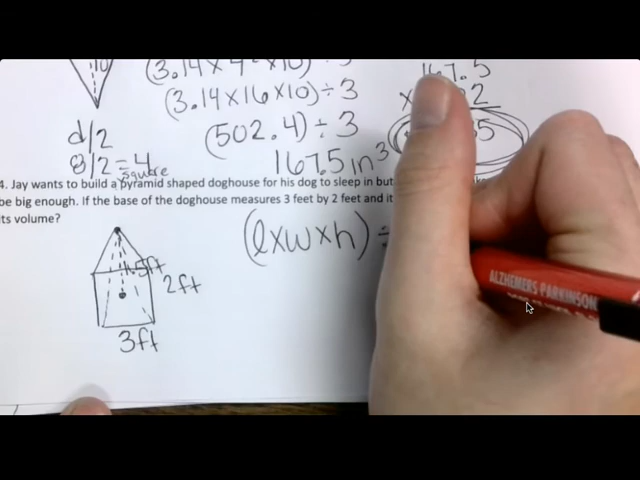 10
(3.14×4²×10)÷3
(3.14×16×10)÷3
(502.4)÷3
167.5 in³
167.5
×
2
5
d/2
8/2=4
square
4. Jay wants to build a pyramid shaped doghouse for his dog to sleep in but
be big enough. If the base of the doghouse measures 3 feet by 2 feet and it
its volume?
(l×w×h)÷
5ft
2ft
3ft
ALZHEIMERS PARKINSON